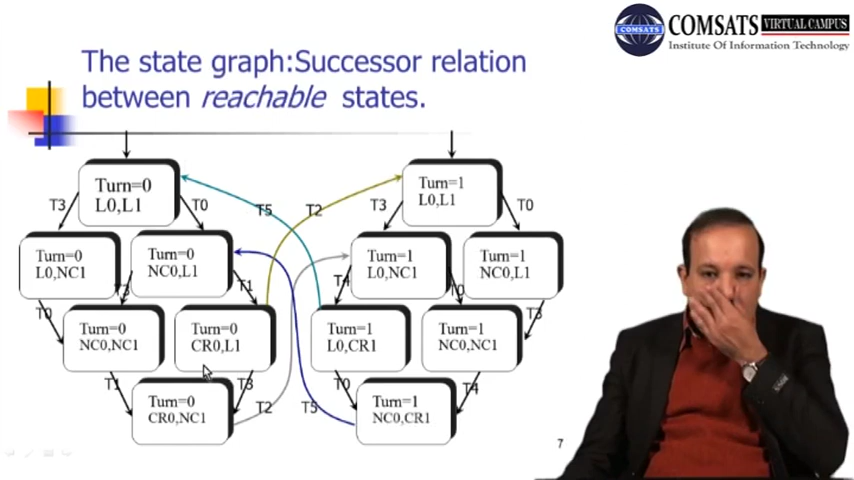 COMSATS VIRTUAL CAMPUS
COMSATS
Institute Of Information Technology
The state graph:Successor relation
between reachable states.
Turn=0
L0,L1
Turn=1
L0,L1
T3
T0
T5
T2
T3
T0
Turn=0
L0,NC1
Turn=0
NC0,L1
Turn=1
L0,NC1
Turn=1
NC0,L1
T3
T1
T4
T0
T0
T3
Turn=0
NC0,NC1
Turn=0
CR0,L1
Turn=1
L0,CR1
Turn=1
NC0,NC1
T1
T3
T0
T4
Turn=0
CR0,NC1
T2
T5
Turn=1
NC0,CR1
7